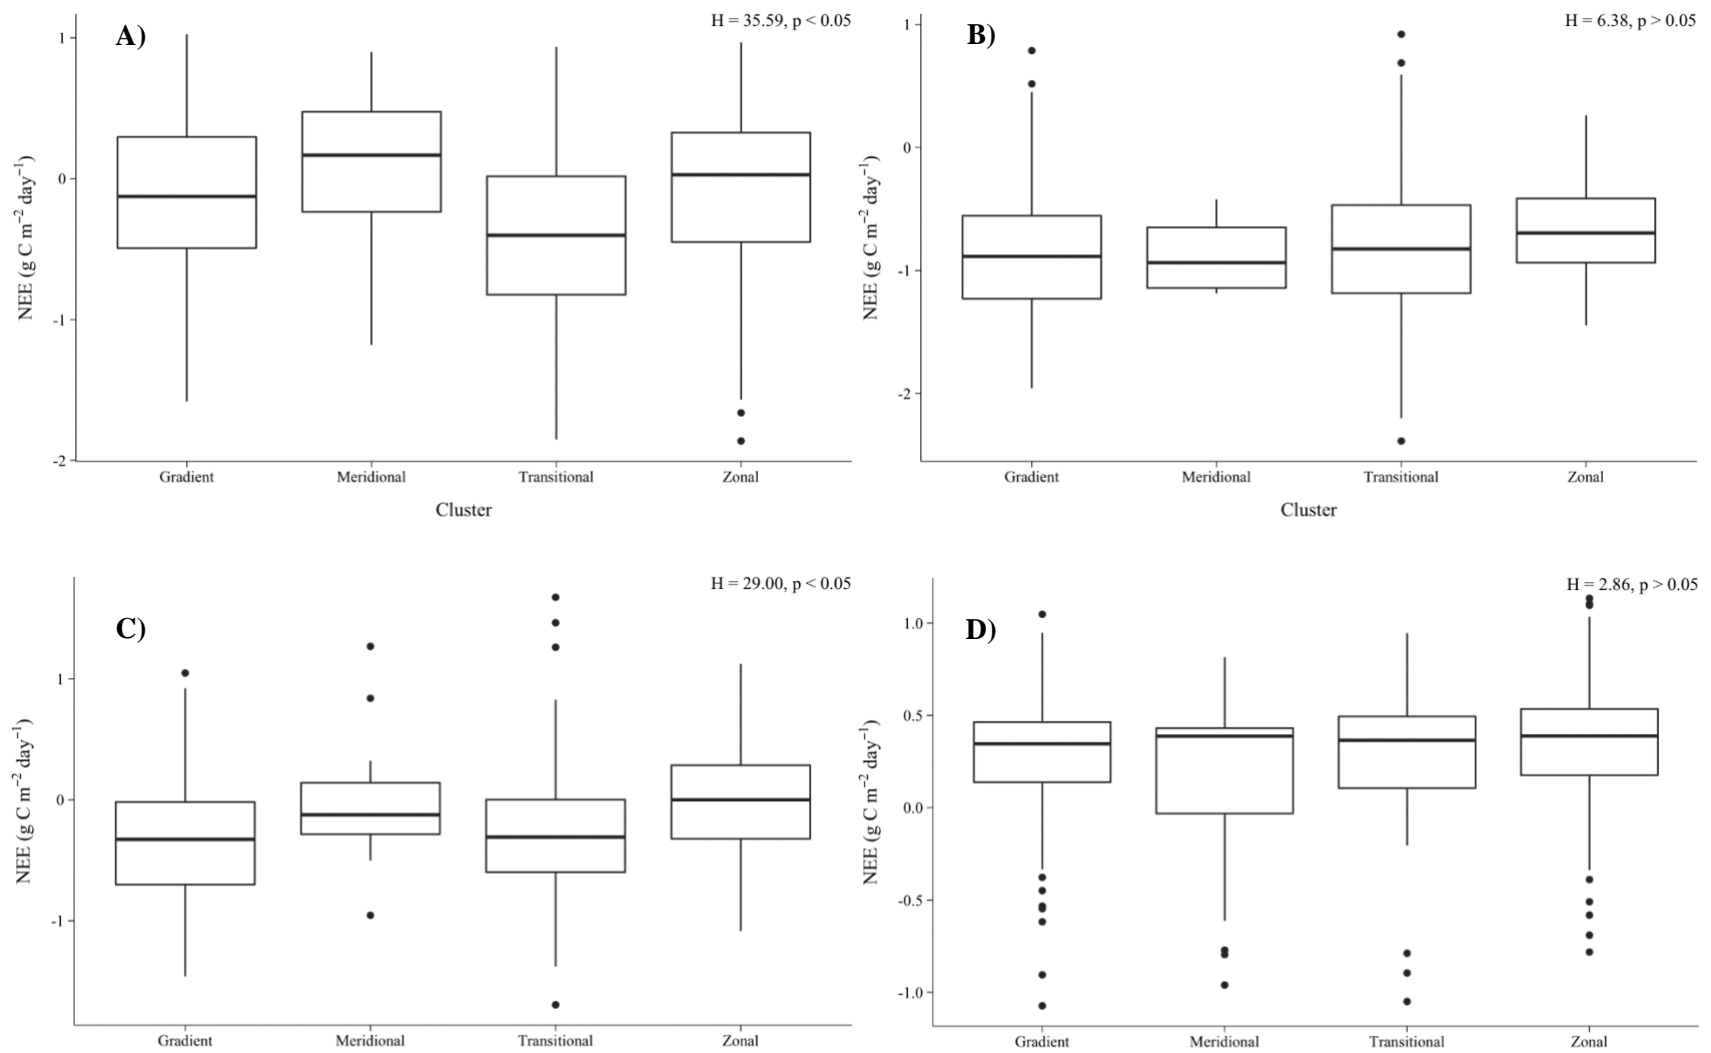 A)
H = 35.59, p < 0.05
NEE (g C m⁻² day⁻¹)
1
0
-1
-2
Gradient Meridional Transitional Zonal
Cluster
B)
H = 6.38, p > 0.05
NEE (g C m⁻² day⁻¹)
1
0
-1
-2
Gradient Meridional Transitional Zonal
Cluster
C)
H = 29.00, p < 0.05
NEE (g C m⁻² day⁻¹)
1
0
-1
Gradient Meridional Transitional Zonal
D)
H = 2.86, p > 0.05
NEE (g C m⁻² day⁻¹)
1.0
0.5
0.0
-0.5
-1.0
Gradient Meridional Transitional Zonal